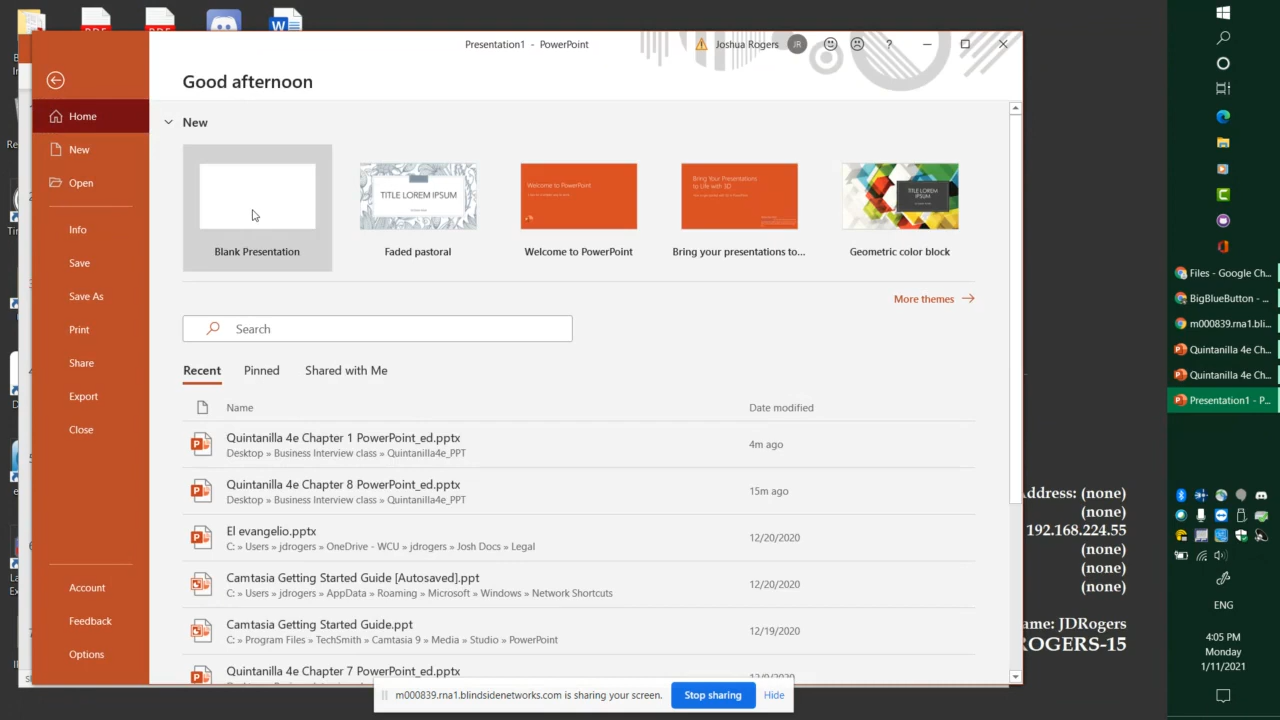 Presentation1 - PowerPoint
Joshua Rogers
JR
?
Good afternoon
Home
New
Open
Info
Save
Save As
Print
Share
Export
Close
Account
Feedback
Options
New
Blank Presentation
TITLE LOREM IPSUM
Faded pastoral
Welcome to PowerPoint
Welcome to PowerPoint
Bring Your Presentations
to Life with 3D
Bring your presentations to...
TITLE LOREM
IPSUM
Geometric color block
More themes
Search
Recent
Pinned
Shared with Me
Name
Date modified
Quintanilla 4e Chapter 1 PowerPoint_ed.pptx
Desktop » Business Interview class » Quintanilla4e_PPT
4m ago
Quintanilla 4e Chapter 8 PowerPoint_ed.pptx
Desktop » Business Interview class » Quintanilla4e_PPT
15m ago
El evangelio.pptx
C: » Users » jdrogers » OneDrive - WCU » jdrogers » Josh Docs » Legal
12/20/2020
Camtasia Getting Started Guide [Autosaved].ppt
C: » Users » jdrogers » AppData » Roaming » Microsoft » Windows » Network Shortcuts
12/20/2020
Camtasia Getting Started Guide.ppt
C: » Program Files » TechSmith » Camtasia 9 » Media » Studio » PowerPoint
12/19/2020
Quintanilla 4e Chapter 7 PowerPoint_ed.pptx
m000839.rna1.blindsidenetworks.com is sharing your screen.
Stop sharing
Hide
Address: (none)
(none)
192.168.224.55
(none)
(none)
(none)
ame: JDRogers
ROGERS-15
Files - Google Ch...
BigBlueButton - ...
m000839.rna1.bli...
Quintanilla 4e Ch...
Quintanilla 4e Ch...
Presentation1 - P...
ENG
4:05 PM
Monday
1/11/2021